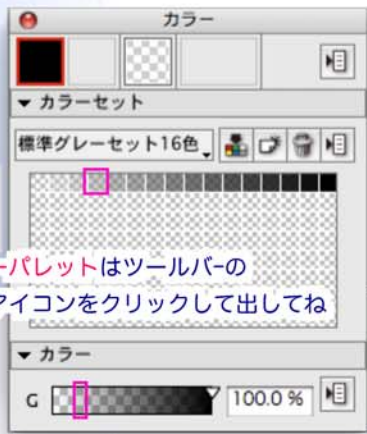 カラー
▼ カラーセット
標準グレーセット16色
ーパレットはツールバーの
アイコンをクリックして出してね
▼ カラー
G 100.0 %